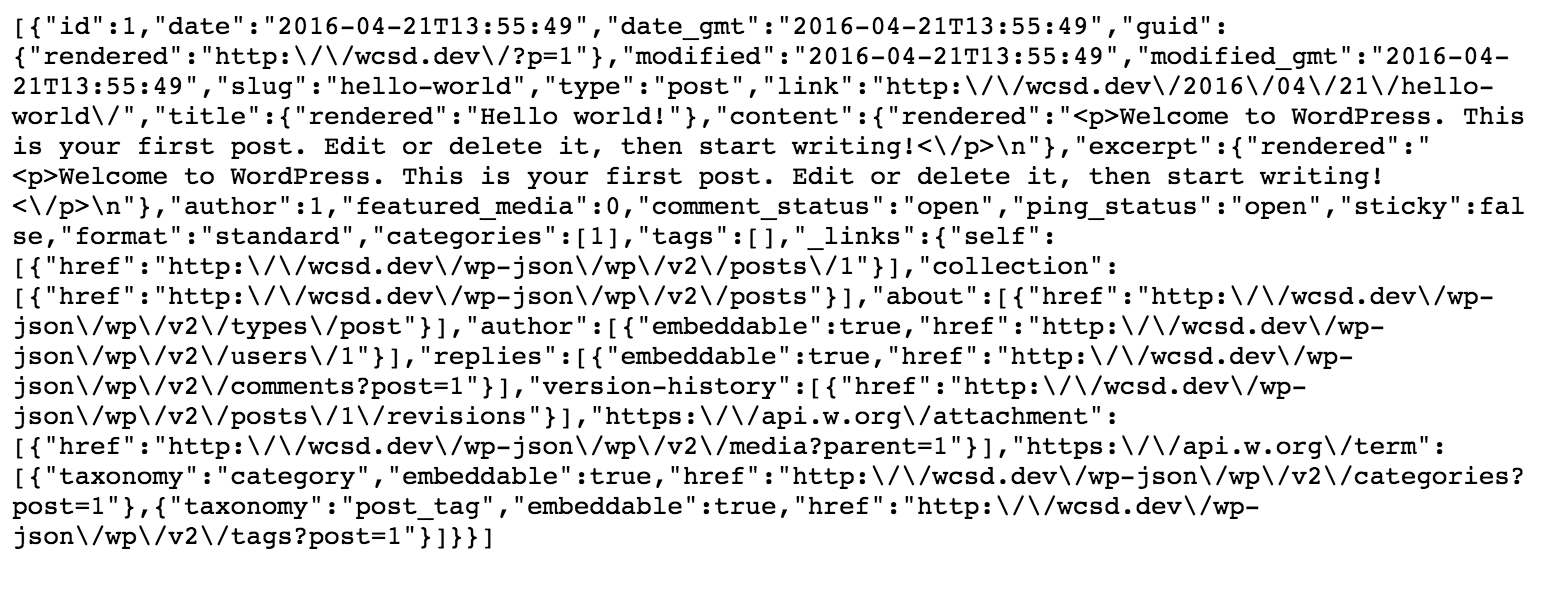 [{"id":1,"date":"2016-04-21T13:55:49","date_gmt":"2016-04-21T13:55:49","guid":
{"rendered":"http:\/\/wcsd.dev\/?p=1"},"modified":"2016-04-21T13:55:49","modified_gmt":"2016-04-
21T13:55:49","slug":"hello-world","type":"post","link":"http:\/\/wcsd.dev\/2016\/04\/21\/hello-
world\/","title":{"rendered":"Hello world!"},"content":{"rendered":"<p>Welcome to WordPress. This
is your first post. Edit or delete it, then start writing!<\/p>\n"},"excerpt":{"rendered":"
<p>Welcome to WordPress. This is your first post. Edit or delete it, then start writing!
<\/p>\n"},"author":1,"featured_media":0,"comment_status":"open","ping_status":"open","sticky":fal
se,"format":"standard","categories":[1],"tags":[],"_links":{"self":
[{"href":"http:\/\/wcsd.dev\/wp-json\/wp\/v2\/posts\/1"}],"collection":
[{"href":"http:\/\/wcsd.dev\/wp-json\/wp\/v2\/posts"}],"about":[{"href":"http:\/\/wcsd.dev\/wp-
json\/wp\/v2\/types\/post"}],"author":[{"embeddable":true,"href":"http:\/\/wcsd.dev\/wp-
json\/wp\/v2\/users\/1"}],"replies":[{"embeddable":true,"href":"http:\/\/wcsd.dev\/wp-
json\/wp\/v2\/comments?post=1"}],"version-history":[{"href":"http:\/\/wcsd.dev\/wp-
json\/wp\/v2\/posts\/1\/revisions"}],"https:\/\/api.w.org\/attachment":
[{"href":"http:\/\/wcsd.dev\/wp-json\/wp\/v2\/media?parent=1"}],"https:\/\/api.w.org\/term":
[{"taxonomy":"category","embeddable":true,"href":"http:\/\/wcsd.dev\/wp-json\/wp\/v2\/categories?
post=1"},{"taxonomy":"post_tag","embeddable":true,"href":"http:\/\/wcsd.dev\/wp-
json\/wp\/v2\/tags?post=1"}]}}]